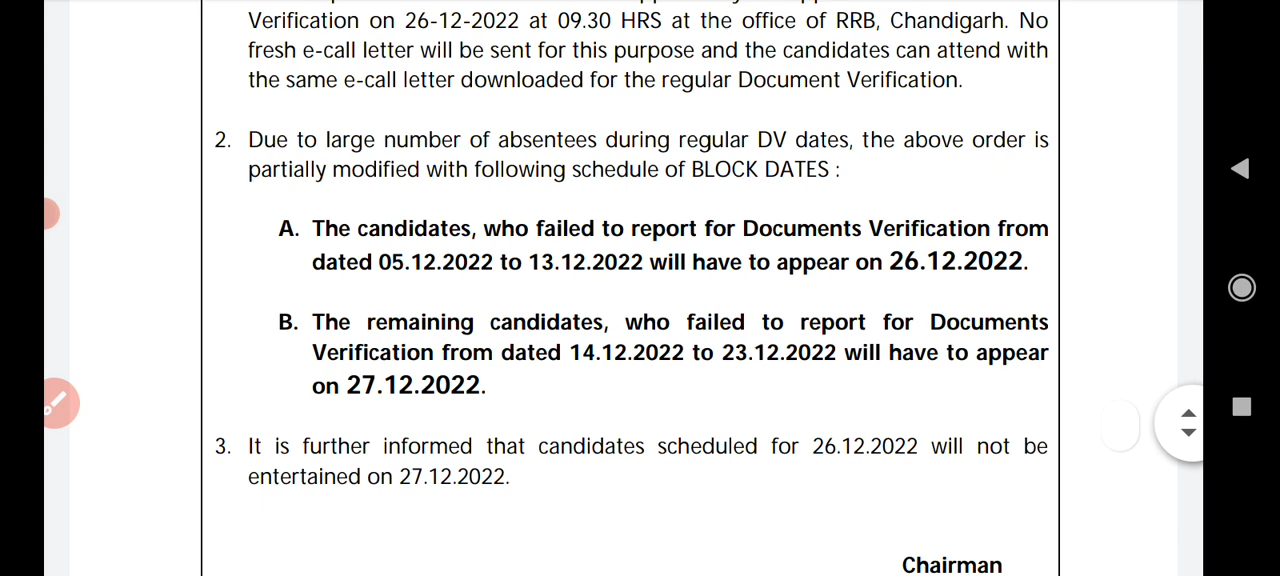 Verification on 26-12-2022 at 09.30 HRS at the office of RRB, Chandigarh. No
fresh e-call letter will be sent for this purpose and the candidates can attend with
the same e-call letter downloaded for the regular Document Verification.
2. Due to large number of absentees during regular DV dates, the above order is
partially modified with following schedule of BLOCK DATES :
A. The candidates, who failed to report for Documents Verification from
dated 05.12.2022 to 13.12.2022 will have to appear on 26.12.2022.
B. The remaining candidates, who failed to report for Documents
Verification from dated 14.12.2022 to 23.12.2022 will have to appear
on 27.12.2022.
3. It is further informed that candidates scheduled for 26.12.2022 will not be
entertained on 27.12.2022.
Chairman